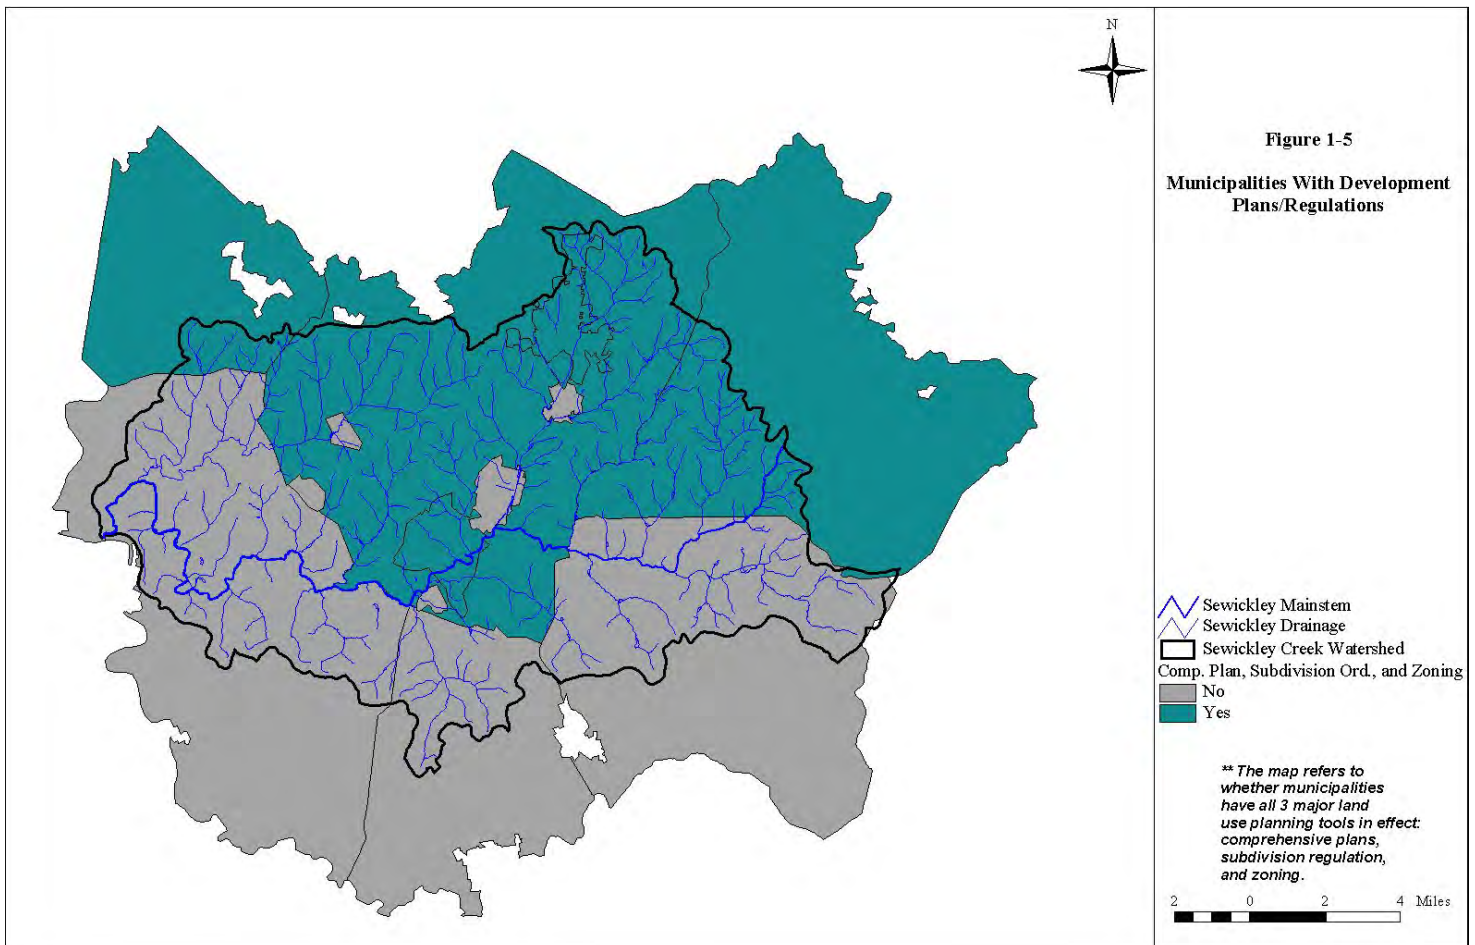 N
Figure 1-5
Municipalities With Development
Plans/Regulations
Sewickley Mainstem
Sewickley Drainage
Sewickley Creek Watershed
Comp. Plan, Subdivision Ord., and Zoning
No
Yes
** The map refers to
whether municipalities
have all 3 major land
use planning tools in effect:
comprehensive plans,
subdivision regulation,
and zoning.
2 0 2 4 Miles